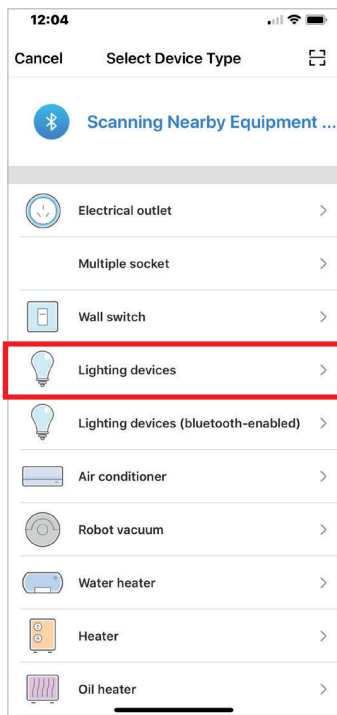 12:04
Cancel Select Device Type
Scanning Nearby Equipment ...
Electrical outlet
Multiple socket
Wall switch
Lighting devices
Lighting devices (bluetooth-enabled)
Air conditioner
Robot vacuum
Water heater
Heater
Oil heater